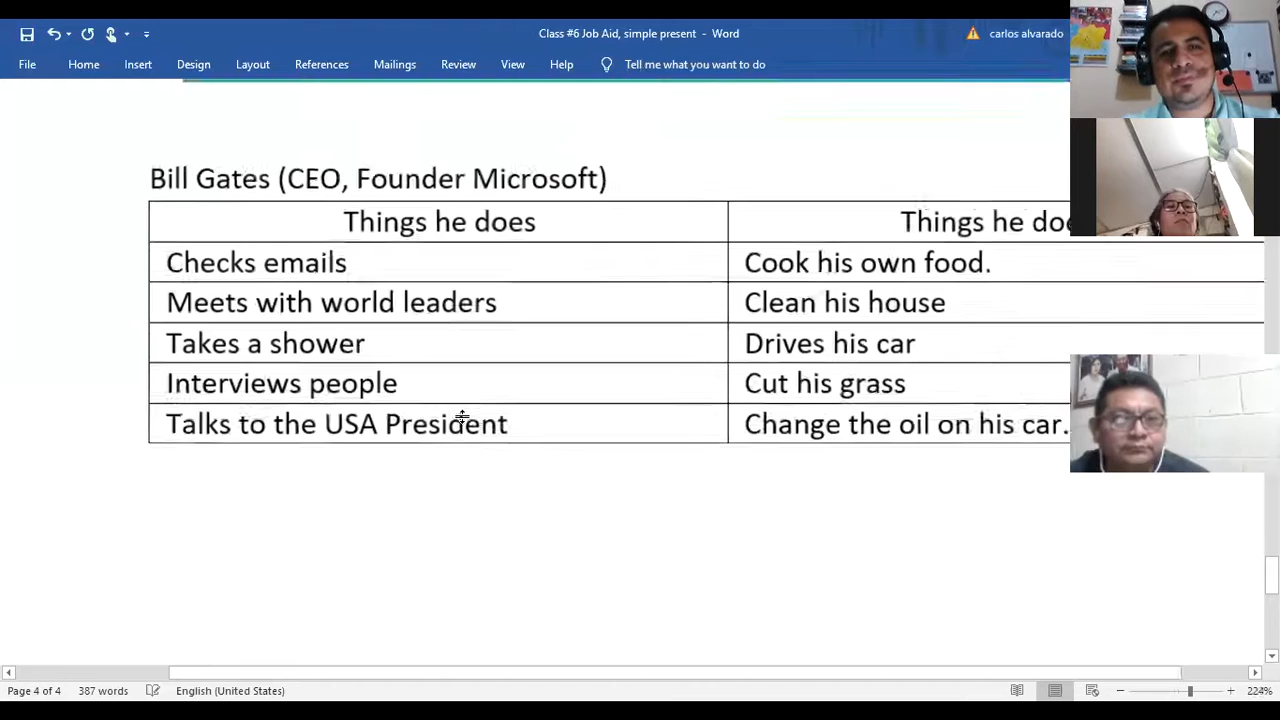 Class #6 Job Aid, simple present - Word
carlos alvarado
File Home Insert Design Layout References Mailings Review View Help Tell me what you want to do
Bill Gates (CEO, Founder Microsoft)
Things he does Things he doe
Checks emails Cook his own food.
Meets with world leaders Clean his house
Takes a shower Drives his car
Interviews people Cut his grass
Talks to the USA President Change the oil on his car.
Page 4 of 4 387 words English (United States) 224%